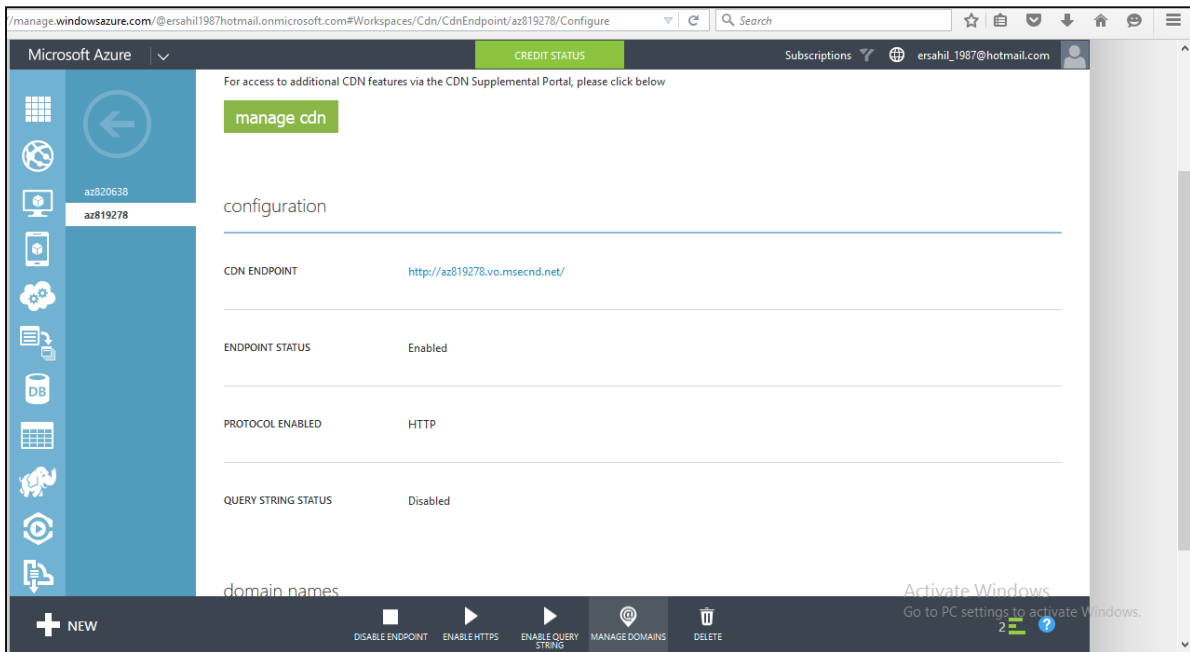 /manage.windowsazure.com/@ersahil1987hotmail.onmicrosoft.com#Workspaces/Cdn/CdnEndpoint/az819278/Configure
Search
Microsoft Azure
CREDIT STATUS
Subscriptions
ersahil_1987@hotmail.com
For access to additional CDN features via the CDN Supplemental Portal, please click below
manage cdn
az820638
az819278
configuration
CDN ENDPOINT http://az819278.vo.msecnd.net/
ENDPOINT STATUS Enabled
PROTOCOL ENABLED HTTP
QUERY STRING STATUS Disabled
DB
domain names
Activate Windows
Go to PC settings to activate Windows.
NEW
DISABLE ENDPOINT
ENABLE HTTPS
ENABLE QUERY
STRING
MANAGE DOMAINS
DELETE
2
?